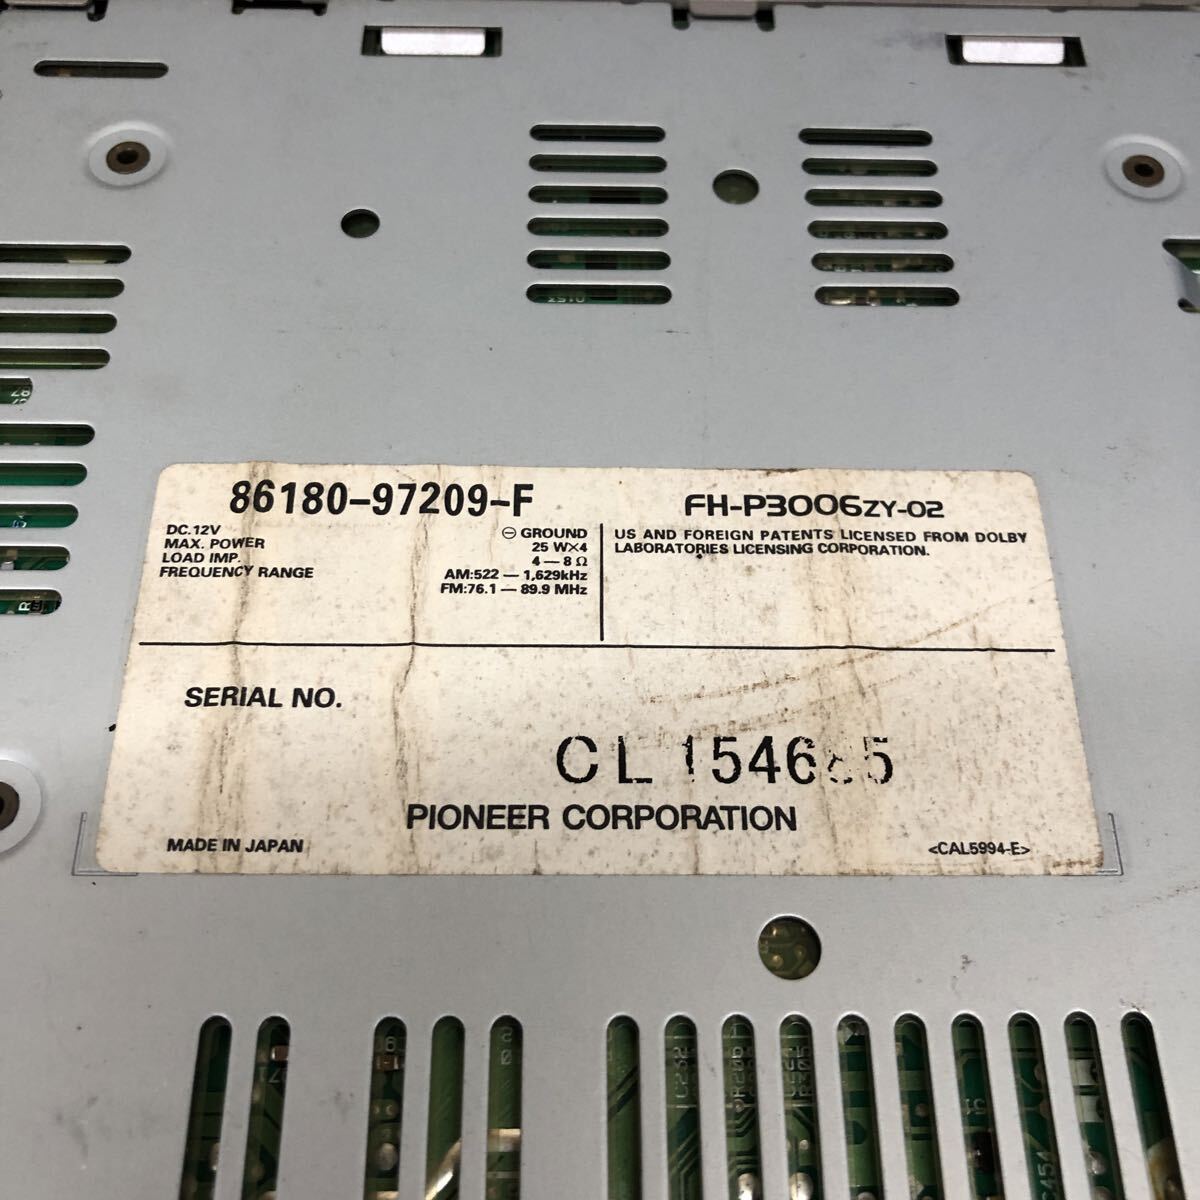 86180-97209-F
FH-P3006ZY-02
DC.12V ⊖ GROUND
MAX. POWER 25 W×4
LOAD IMP. 4 — 8 Ω
FREQUENCY RANGE AM:522 — 1,629kHz
FM:76.1 — 89.9 MHz
US AND FOREIGN PATENTS LICENSED FROM DOLBY
LABORATORIES LICENSING CORPORATION.
SERIAL NO.
PIONEER CORPORATION
MADE IN JAPAN
<CAL5994-E>